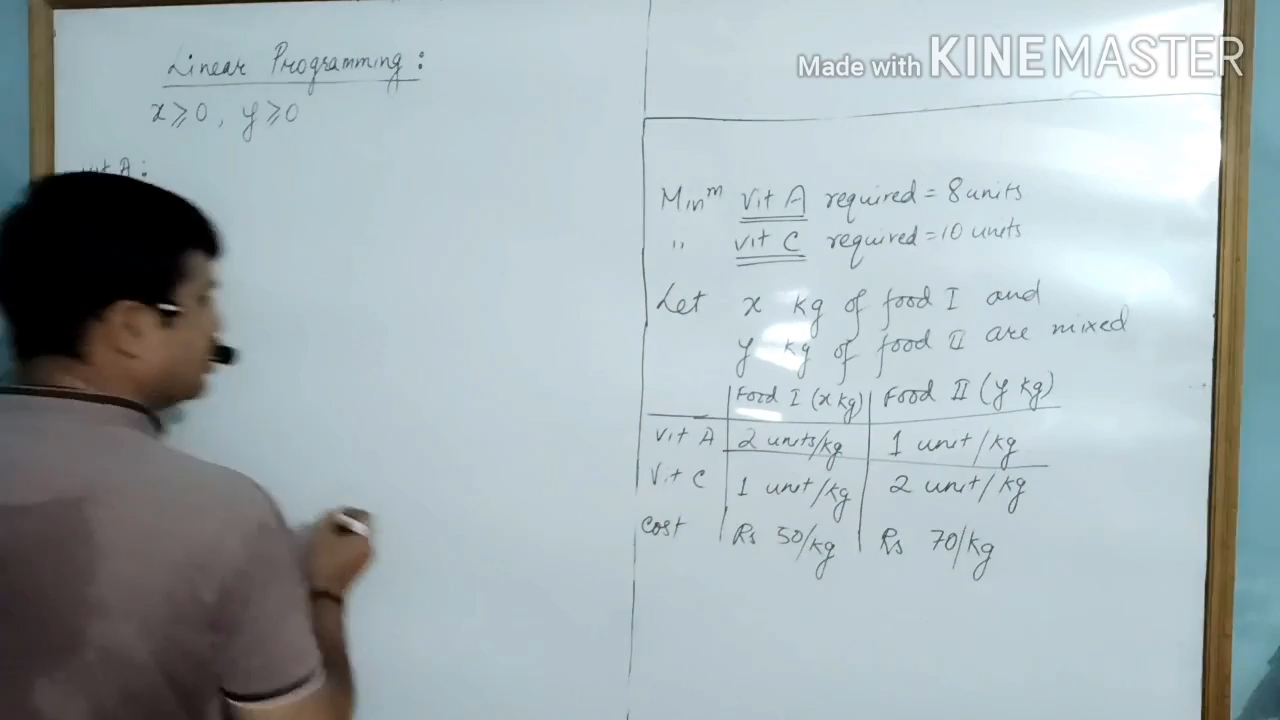 Linear Programming :
x ⩾ 0, y ⩾ 0
vit A :
Made with KINEMASTER
Minᵐ Vit A required = 8 units
" vit C required = 10 units
Let x kg of food I and
y kg of food II are mixed
Food I (x kg) Food II (y kg)
Vit A 2 units/kg 1 unit/kg
Vit C 1 unit/kg 2 unit/kg
Cost Rs 50/kg Rs 70/kg